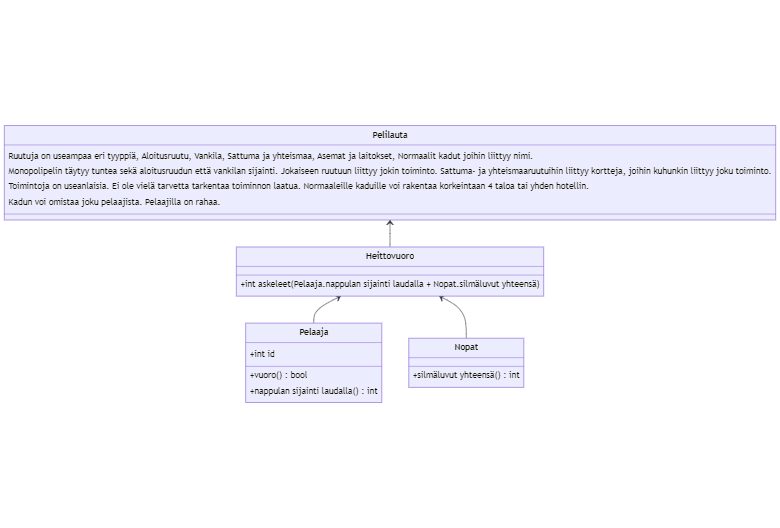 Pelilauta
Ruutuja on useampaa eri tyyppiä, Aloitusruutu, Vankila, Sattuma ja yhteismaa, Asemat ja laitokset, Normaalit kadut joihin liittyy nimi.
Monopolipelin täytyy tuntea sekä aloitusruudun että vankilan sijainti. Jokaiseen ruutuun liittyy jokin toiminto. Sattuma- ja yhteismaaruutuihin liittyy kortteja, joihin kuhunkin liittyy joku toiminto.
Toimintoja on useanlaisia. Ei ole vielä tarvetta tarkentaa toiminnon laatua. Normaaleille kaduille voi rakentaa korkeintaan 4 taloa tai yhden hotellin.
Kadun voi omistaa joku pelaajista. Pelaajilla on rahaa.
Heittovuoro
+int askeleet(Pelaaja.nappulan sijainti laudalla + Nopat.silmäluvut yhteensä)
Pelaaja
+int id
+vuoro() : bool
+nappulan sijainti laudalla() : int
Nopat
+silmäluvut yhteensä() : int